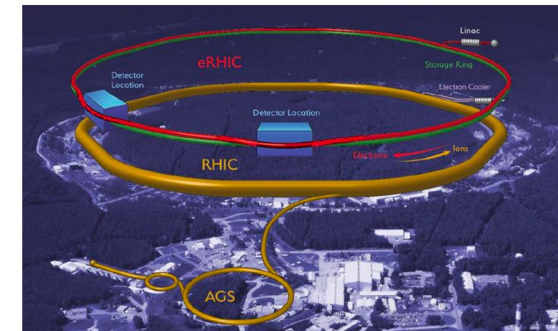 Linac
eRHIC
Storage Ring
Detector
Location
Electron Cooler
Detector Location
RHIC
Electrons
Ions
AGS